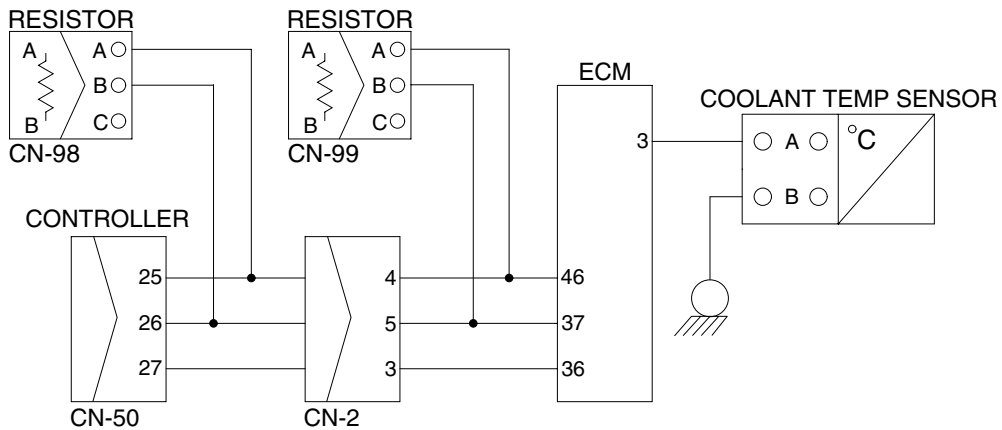 RESISTOR
A
A
B
B
C
CN-98
RESISTOR
A
A
B
B
C
CN-99
ECM
3
46
37
36
COOLANT TEMP SENSOR
A
°C
B
CONTROLLER
25
26
27
CN-50
4
5
3
CN-2